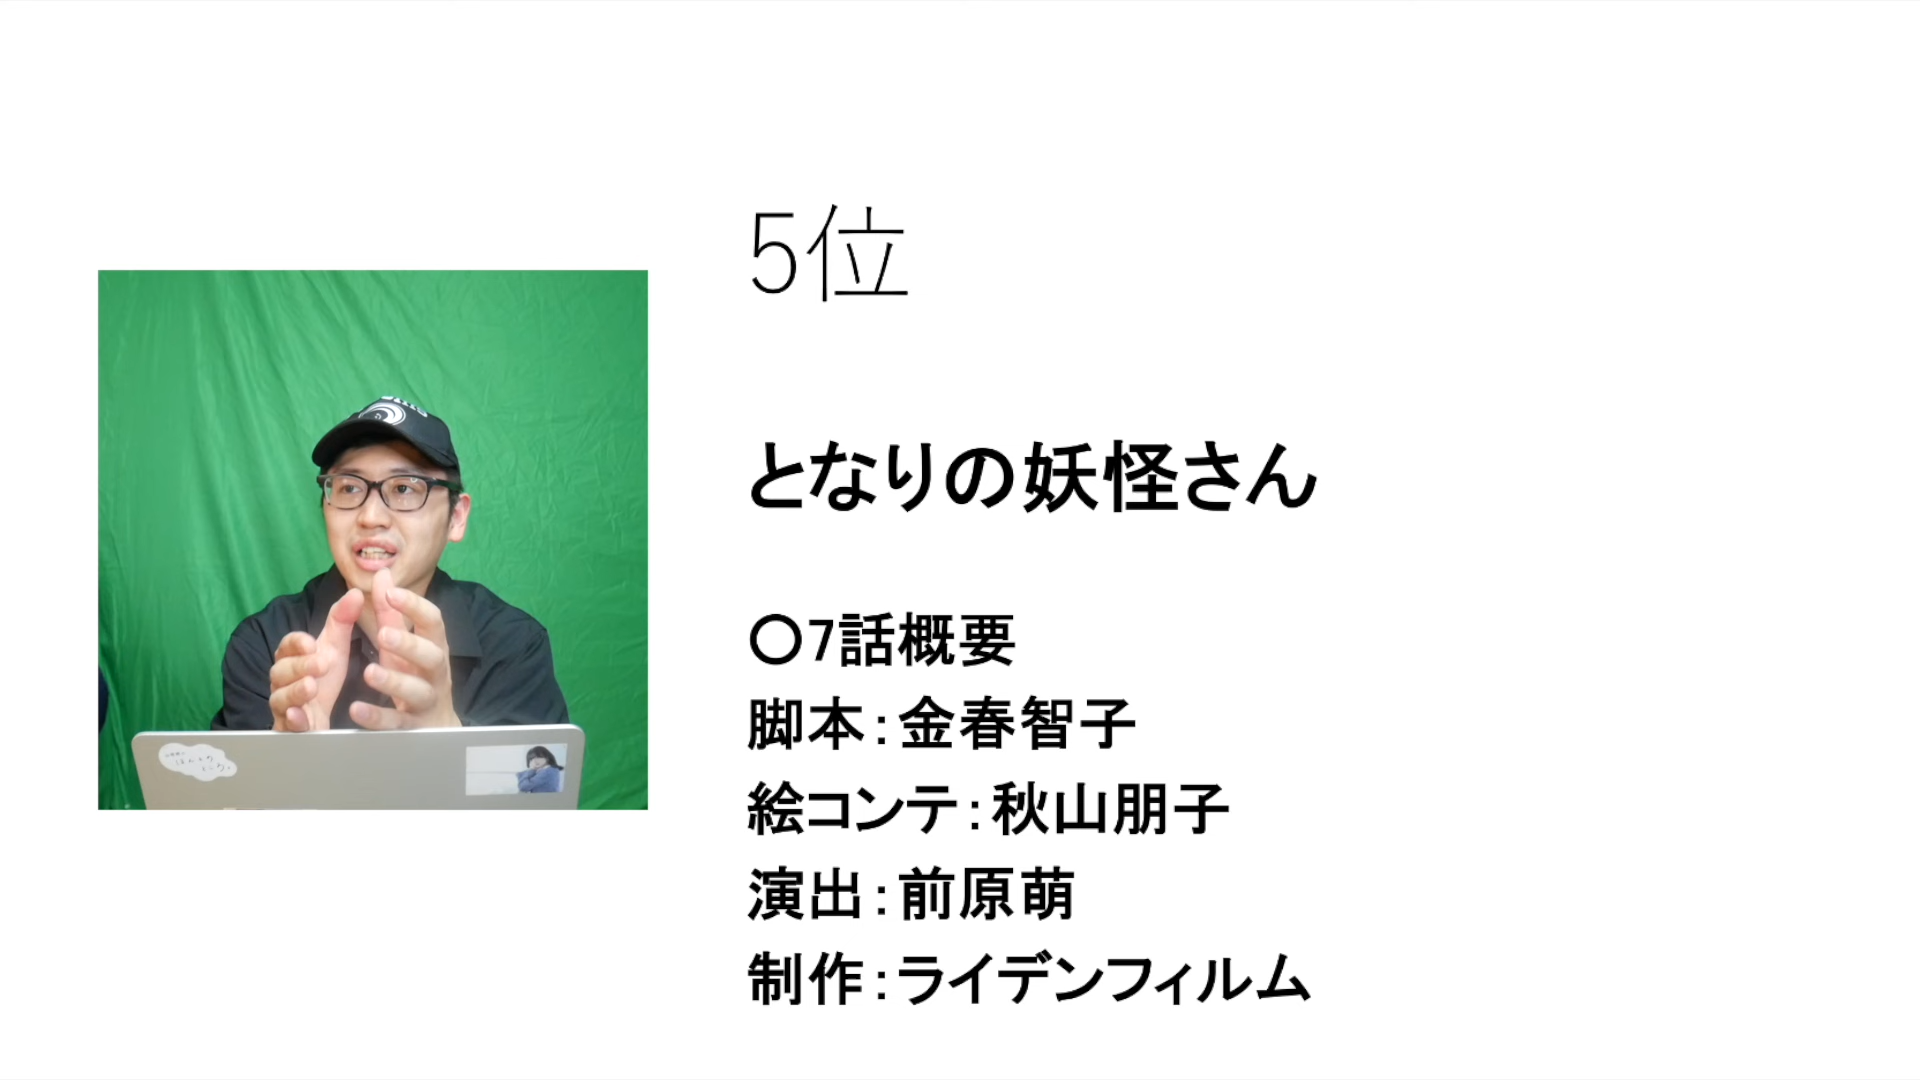 5位
となりの妖怪さん
〇7話概要
脚本：金春智子
絵コンテ：秋山朋子
演出：前原萌
制作：ライデンフィルム